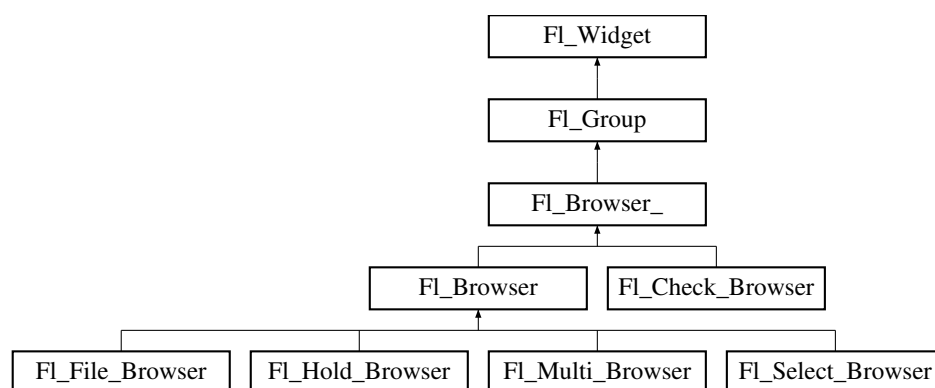 Fl_Widget
Fl_Group
Fl_Browser_
Fl_Browser Fl_Check_Browser
Fl_File_Browser Fl_Hold_Browser Fl_Multi_Browser Fl_Select_Browser